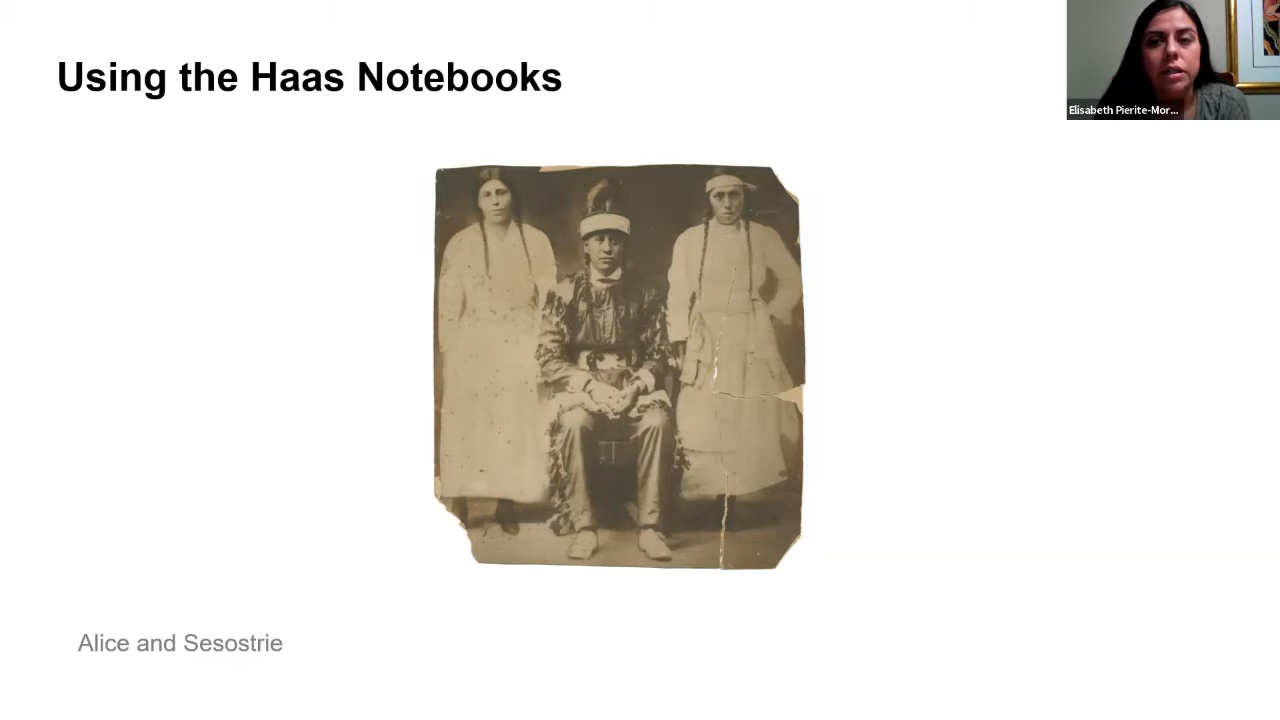 Using the Haas Notebooks
Elisabeth Pierite-Mor...
Alice and Sesostrie